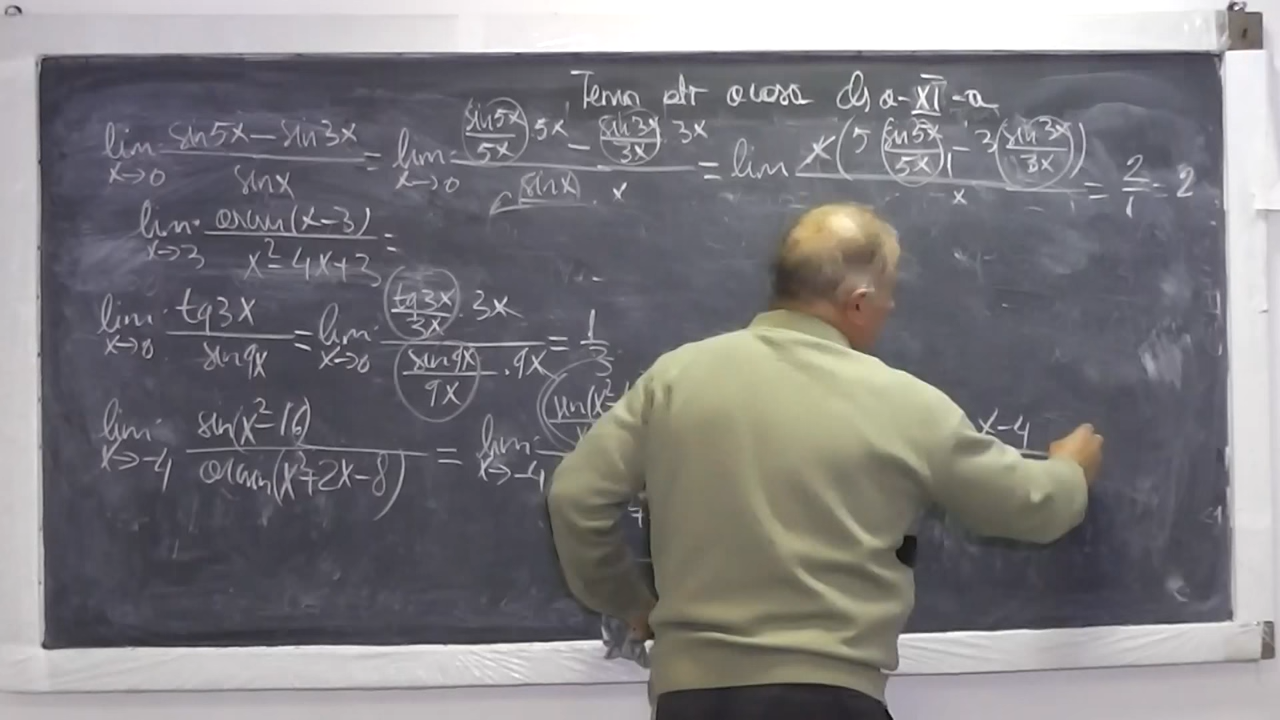 Tema ptr acasa cls a-XI-a
lim x→0 (sin5x − sin3x)/(sinx) = lim x→0 ((sin5x)/(5x) · 5x − (sin3x)/(3x) · 3x)/((sinx)/ · x) = lim x(5 (sin5x)/(5x) − 3 (sin3x)/(3x))/x = 2/1 = 2
lim x→3 (arcsin(x−3))/(x²−4x+3) =
lim x→0 (tg3x)/(sin9x) = lim x→0 ((tg3x)/(3x) · 3x)/((sin9x)/(9x) · 9x) = 1/3
lim x→−4 (sin(x²−16))/(arcsin(x²+2x−8)) = lim x→−4 x−4